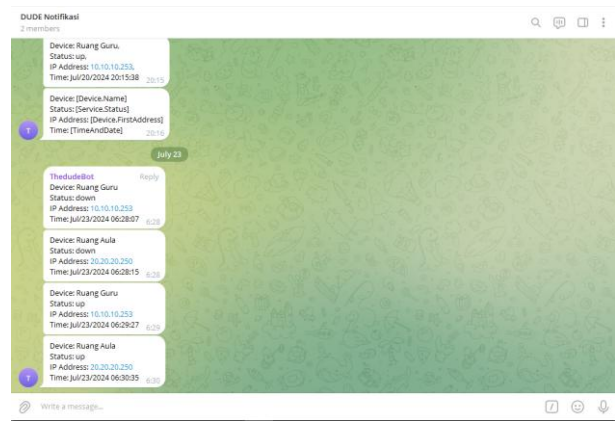 DUDE Notifikasi
2 members
Device: Ruang Guru,
Status: up,
IP Address: 10.10.10.253,
Time: Jul/20/2024 20:15:38 20:15
Device: [Device.Name]
Status: [Service.Status]
IP Address: [Device.FirstAddress]
Time: [TimeAndDate] 20:16
T
July 23
ThedudeBot Reply
Device: Ruang Guru
Status: down
IP Address: 10.10.10.253
Time: Jul/23/2024 06:28:07 6:28
Device: Ruang Aula
Status: down
IP Address: 20.20.20.250
Time: Jul/23/2024 06:28:15 6:28
Device: Ruang Guru
Status: up
IP Address: 10.10.10.253
Time: Jul/23/2024 06:29:27 6:29
Device: Ruang Aula
Status: up
IP Address: 20.20.20.250
Time: Jul/23/2024 06:30:35 6:30
T
Write a message...